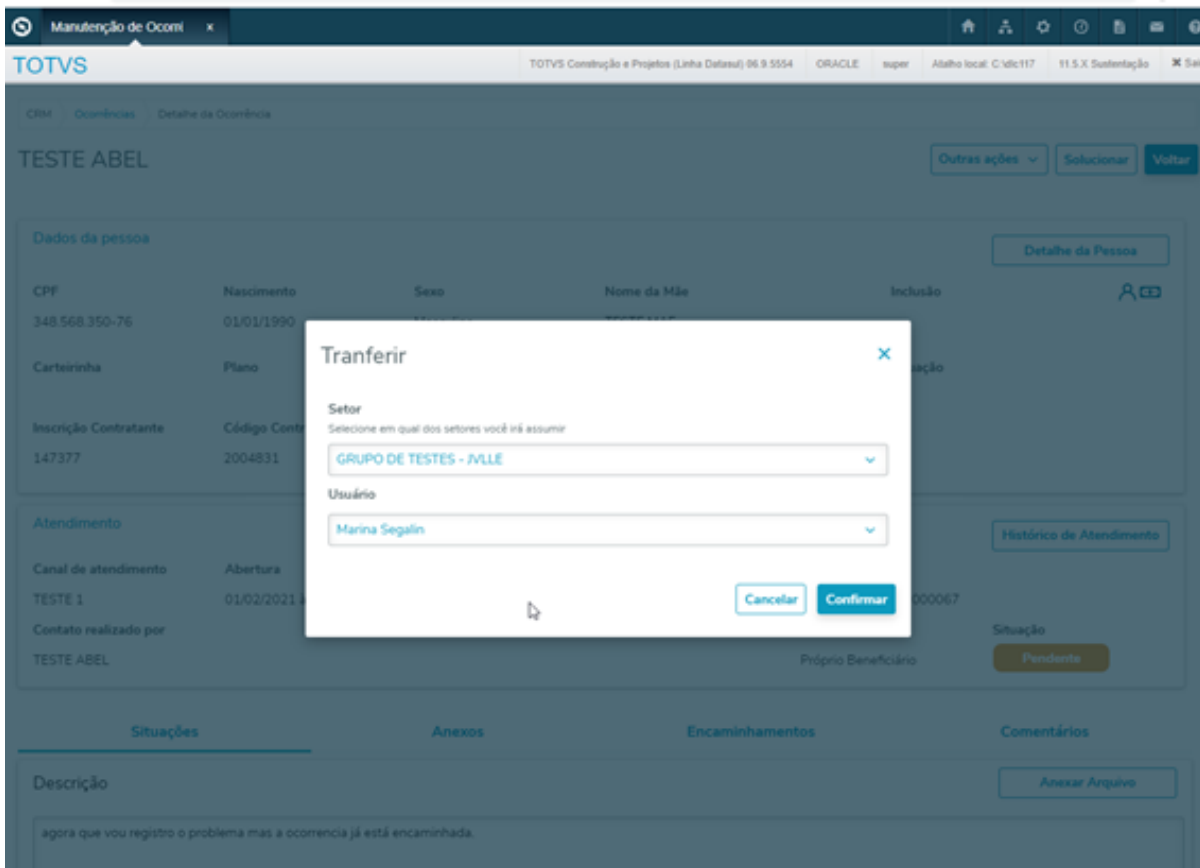 Manutenção de Ocorrí x
TOTVS TOTVS Construção e Projetos (Linha Datasul) 06.9.5554 ORACLE super Atalho local: C:\dlc117 11.5.X Sustentação Sai
CRM Ocorrências Detalhe da Ocorrência
TESTE ABEL Outras ações Solucionar Voltar
Dados da pessoa Detalhe da Pessoa
CPF Nascimento Sexo Nome da Mãe Inclusão
348.568.350-76 01/01/1990
Tranferir
Carteirinha Plano
Setor
Selecione em qual dos setores você irá assumir
Inscrição Contratante Código Contr
GRUPO DE TESTES - JVLLE
147377 2004831
Usuário
Marina Segalin
Atendimento Histórico de Atendimento
Canal de atendimento Abertura
TESTE 1 01/02/2021 Cancelar Confirmar 000067
Contato realizado por Situação
TESTE ABEL Próprio Beneficiário Pendente
Situações Anexos Encaminhamentos Comentários
Descrição Anexar Arquivo
agora que vou registro o problema mas a ocorrencia já está encaminhada.